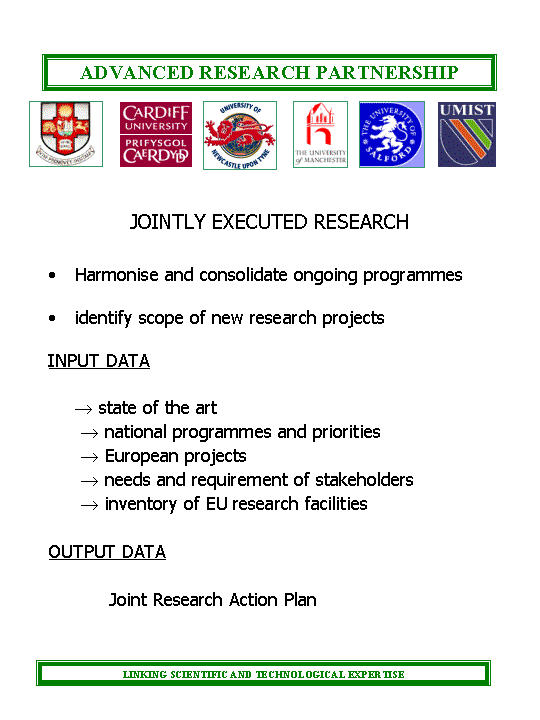 ADVANCED RESEARCH PARTNERSHIP
CARDIFF
UNIVERSITY
PRIFYSGOL
CAERDYDD
UNIVERSITY OF
NEWCASTLE UPON TYNE
THE UNIVERSITY
of MANCHESTER
THE UNIVERSITY OF
SALFORD
UMIST
JOINTLY EXECUTED RESEARCH
• Harmonise and consolidate ongoing programmes
• identify scope of new research projects
INPUT DATA
→ state of the art
→ national programmes and priorities
→ European projects
→ needs and requirement of stakeholders
→ inventory of EU research facilities
OUTPUT DATA
Joint Research Action Plan
LINKING SCIENTIFIC AND TECHNOLOGICAL EXPERTISE